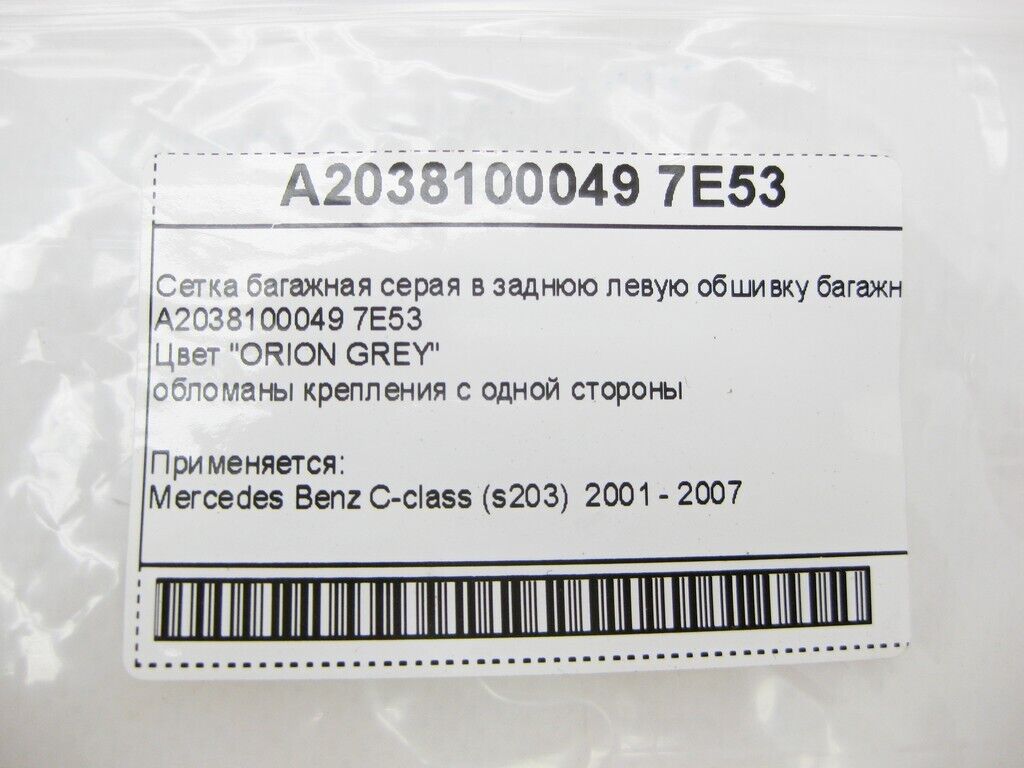 A2038100049 7E53
Сетка багажная серая в заднюю левую обшивку багажн
A2038100049 7E53
Цвет "ORION GREY"
обломаны крепления с одной стороны
Применяется:
Mercedes Benz C-class (s203) 2001 - 2007